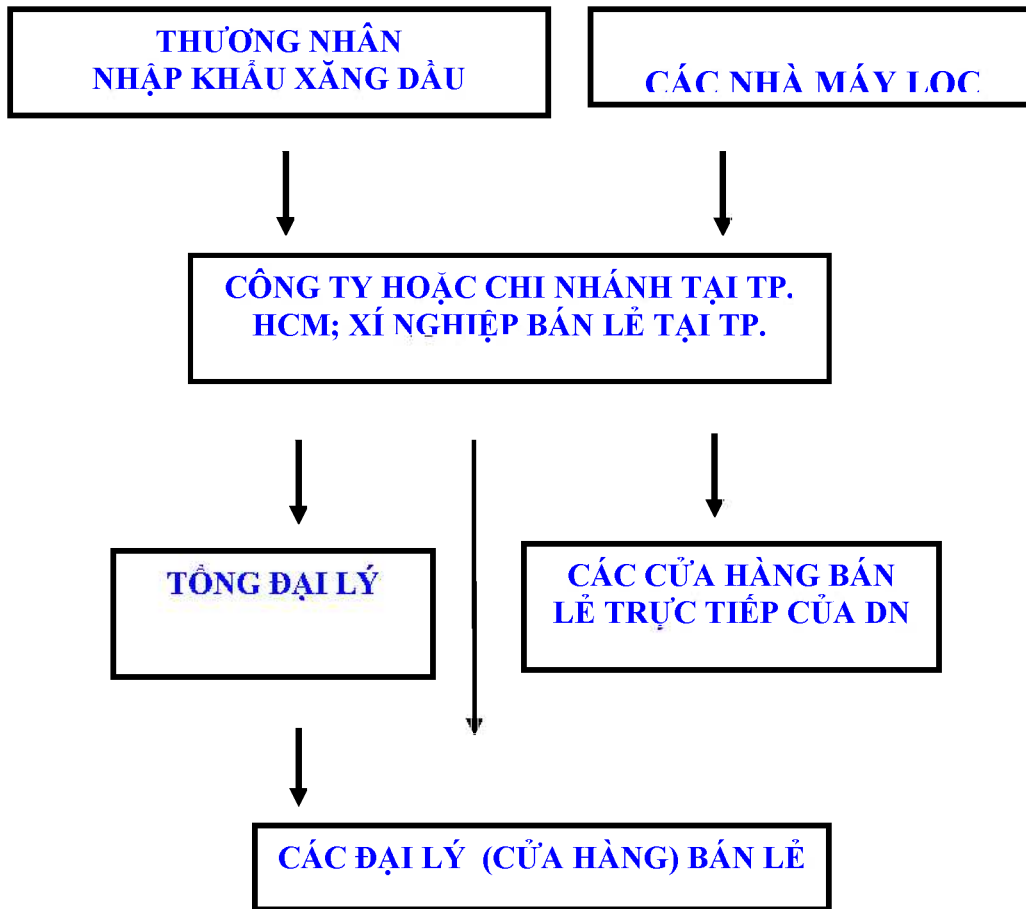 THƯƠNG NHÂN
NHẬP KHẨU XĂNG DẦU
CÁC NHÀ MÁY LỌC
CÔNG TY HOẶC CHI NHÁNH TẠI TP.
HCM; XÍ NGHIỆP BÁN LẺ TẠI TP.
TỔNG ĐẠI LÝ
CÁC CỬA HÀNG BÁN
LẺ TRỰC TIẾP CỦA DN
CÁC ĐẠI LÝ (CỬA HÀNG) BÁN LẺ